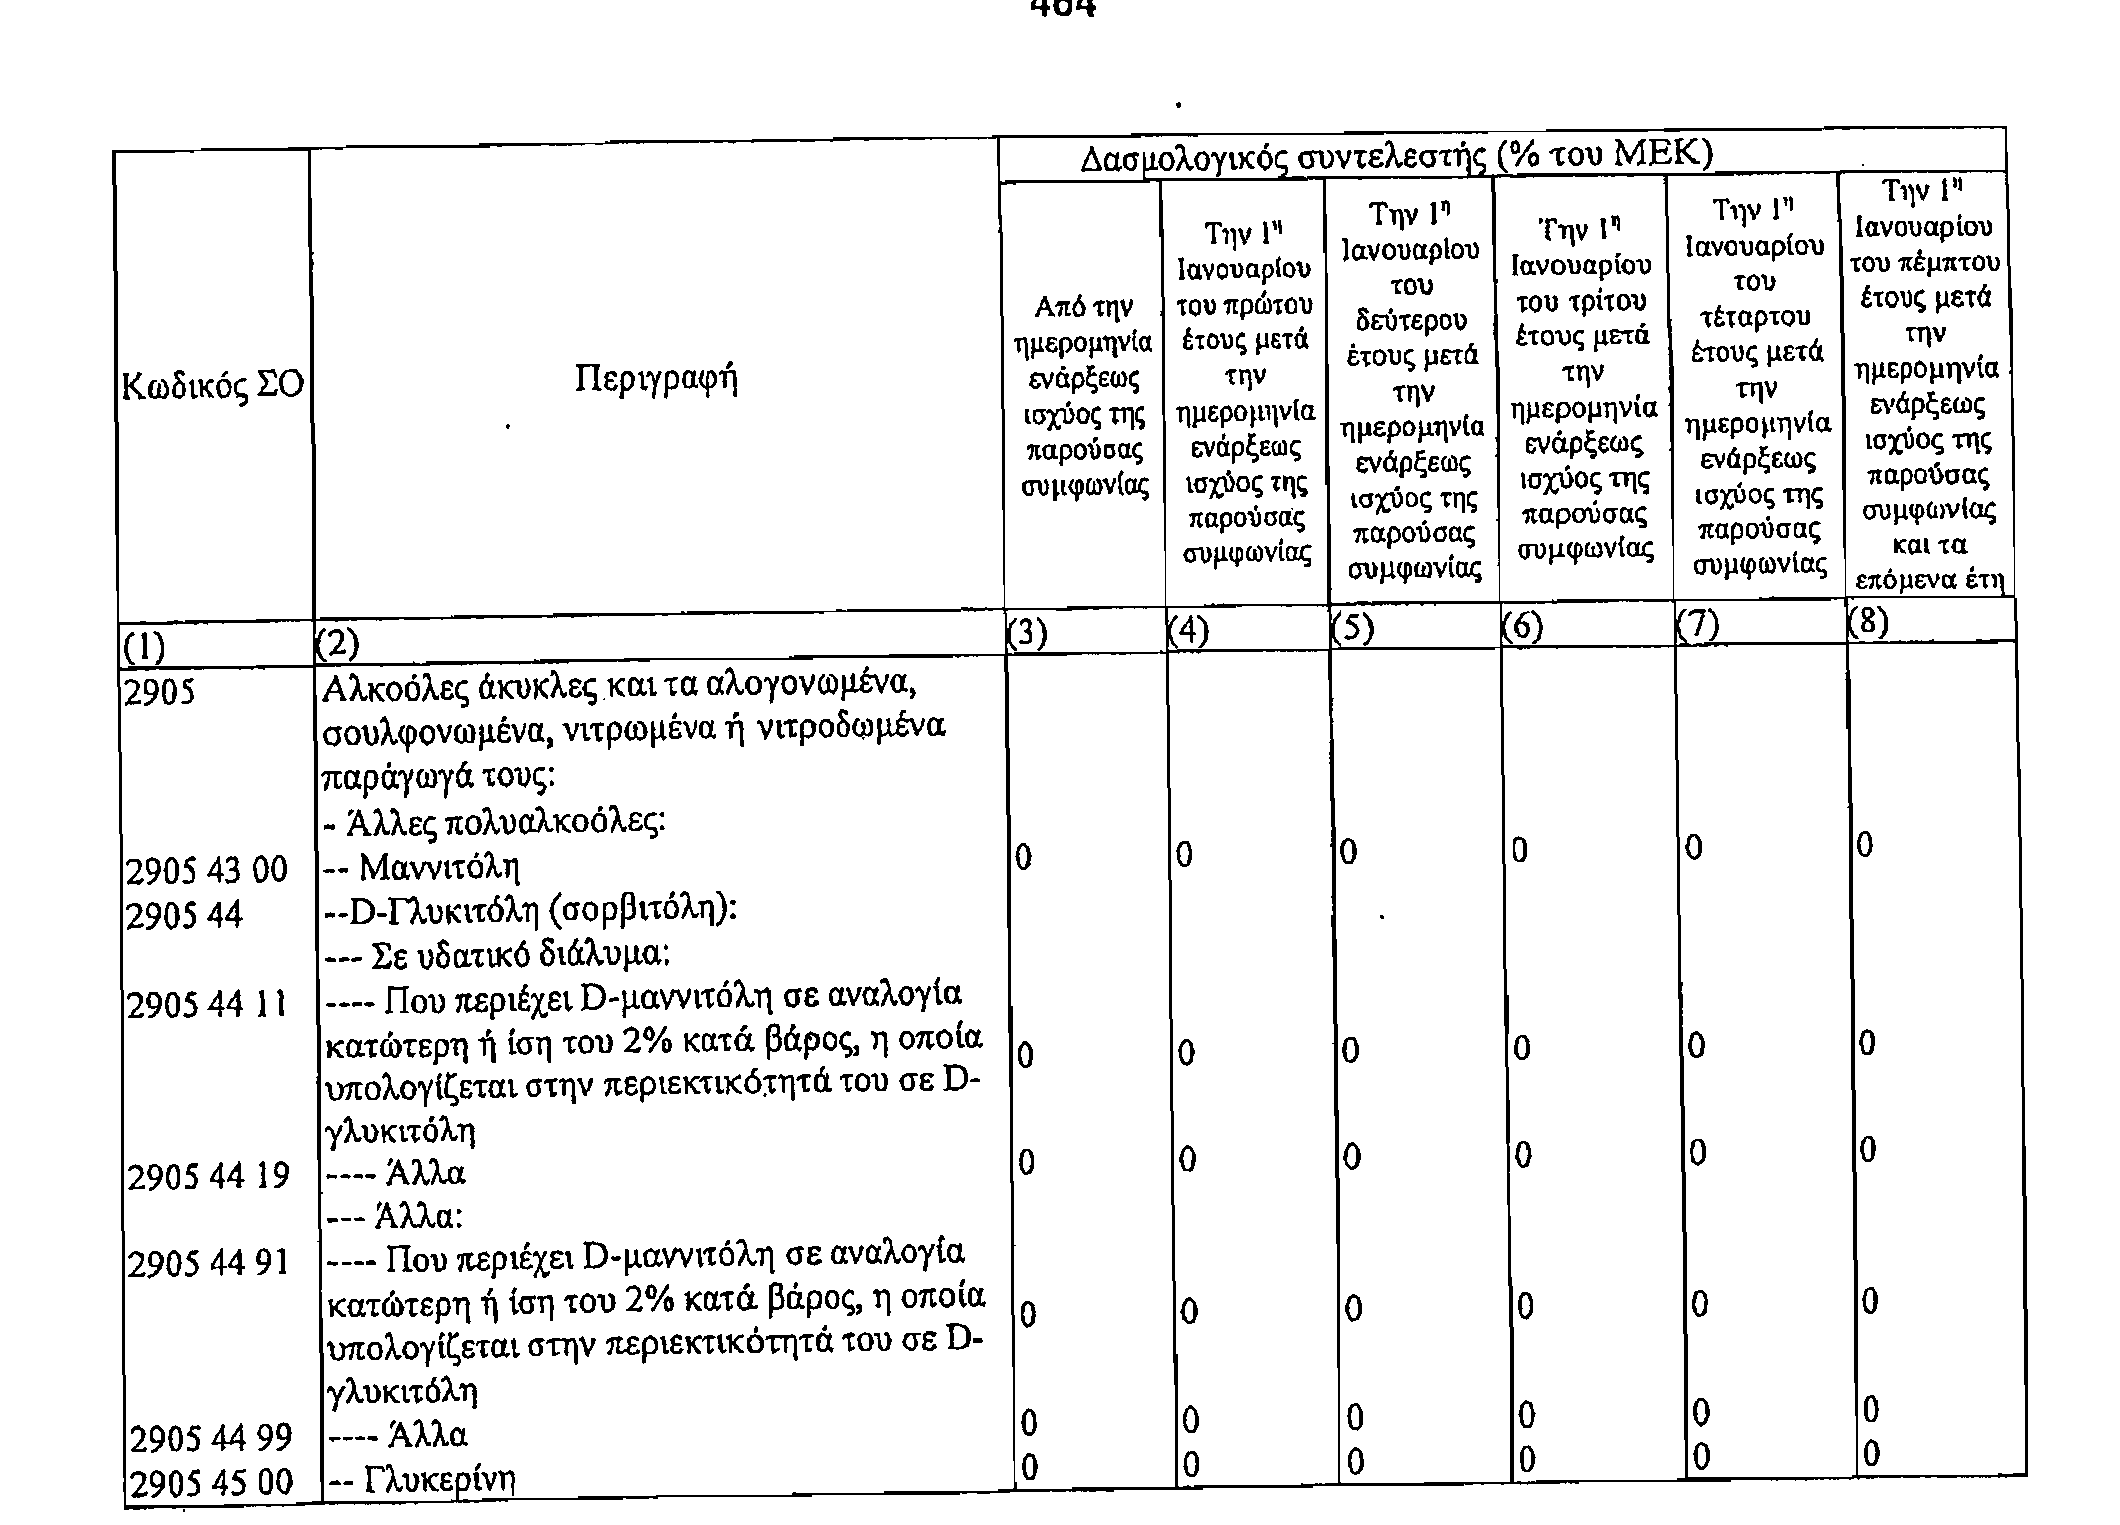 464
Δασμολογικός συντελεστής (% του ΜΕΚ)
Κωδικός ΣΟ
Περιγραφή
Από την
ημερομηνία
ενάρξεως
ισχύος της
παρούσας
συμφωνίας
Την 1η
Ιανουαρίου
του πρώτου
έτους μετά
την
ημερομηνία
ενάρξεως
ισχύος της
παρούσας
συμφωνίας
Την 1η
Ιανουαρίου
του
δεύτερου
έτους μετά
την
ημερομηνία
ενάρξεως
ισχύος της
παρούσας
συμφωνίας
Την 1η
Ιανουαρίου
του τρίτου
έτους μετά
την
ημερομηνία
ενάρξεως
ισχύος της
παρούσας
συμφωνίας
Την 1η
Ιανουαρίου
του
τέταρτου
έτους μετά
την
ημερομηνία
ενάρξεως
ισχύος της
παρούσας
συμφωνίας
Την 1η
Ιανουαρίου
του πέμπτου
έτους μετά
την
ημερομηνία
ενάρξεως
ισχύος της
παρούσας
συμφωνίας
και τα
επόμενα έτη
(1) (2) (3) (4) (5) (6) (7) (8)
2905 Αλκοόλες άκυκλες και τα αλογονωμένα,
σουλφονωμένα, νιτρωμένα ή νιτροδωμένα
παράγωγά τους:
- Άλλες πολυαλκοόλες:
2905 43 00 -- Μαννιτόλη 0 0 0 0 0 0
2905 44 --D-Γλυκιτόλη (σορβιτόλη):
--- Σε υδατικό διάλυμα:
2905 44 11 ---- Που περιέχει D-μαννιτόλη σε αναλογία
κατώτερη ή ίση του 2% κατά βάρος, η οποία 0 0 0 0 0 0
υπολογίζεται στην περιεκτικότητά του σε D-
γλυκιτόλη
2905 44 19 ---- Άλλα 0 0 0 0 0 0
--- Άλλα:
2905 44 91 ---- Που περιέχει D-μαννιτόλη σε αναλογία
κατώτερη ή ίση του 2% κατά βάρος, η οποία 0 0 0 0 0 0
υπολογίζεται στην περιεκτικότητά του σε D-
γλυκιτόλη
2905 44 99 ---- Άλλα 0 0 0 0 0 0
2905 45 00 -- Γλυκερίνη 0 0 0 0 0 0